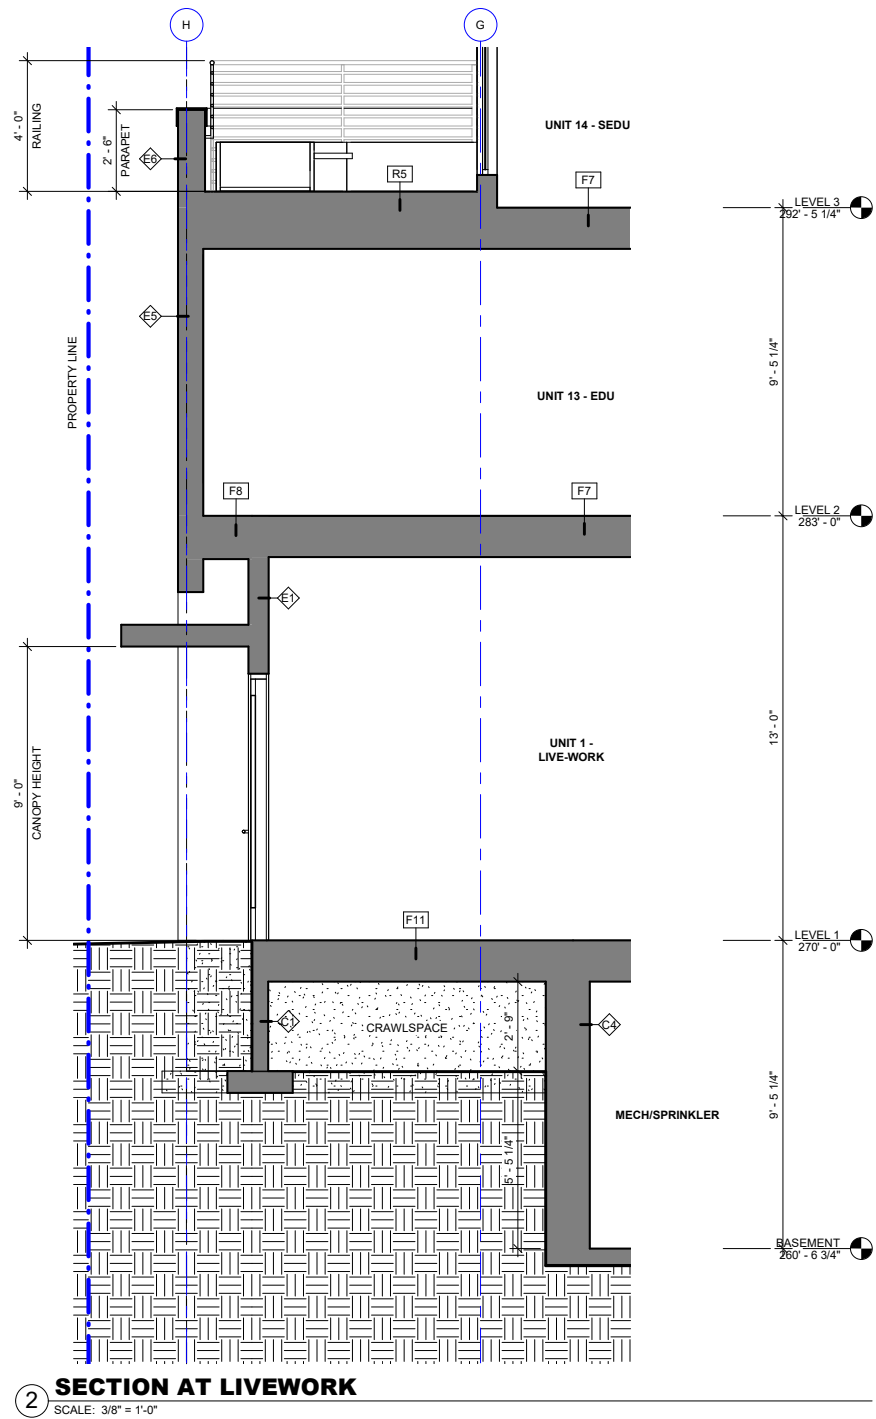 H
G
4' - 0"
RAILING
2' - 6"
PARAPET
E6
UNIT 14 - SEDU
R5
F7
LEVEL 3
292' - 5 1/4"
E5
PROPERTY LINE
9' - 5 1/4"
UNIT 13 - EDU
F8
F7
LEVEL 2
283' - 0"
E1
9' - 0"
CANOPY HEIGHT
UNIT 1 -
LIVE-WORK
13' - 0"
F11
LEVEL 1
270' - 0"
C1
CRAWLSPACE
2' - 9"
C4
MECH/SPRINKLER
9' - 5 1/4"
5' - 5 1/4"
BASEMENT
260' - 6 3/4"
2
SECTION AT LIVEWORK
SCALE: 3/8" = 1'-0"